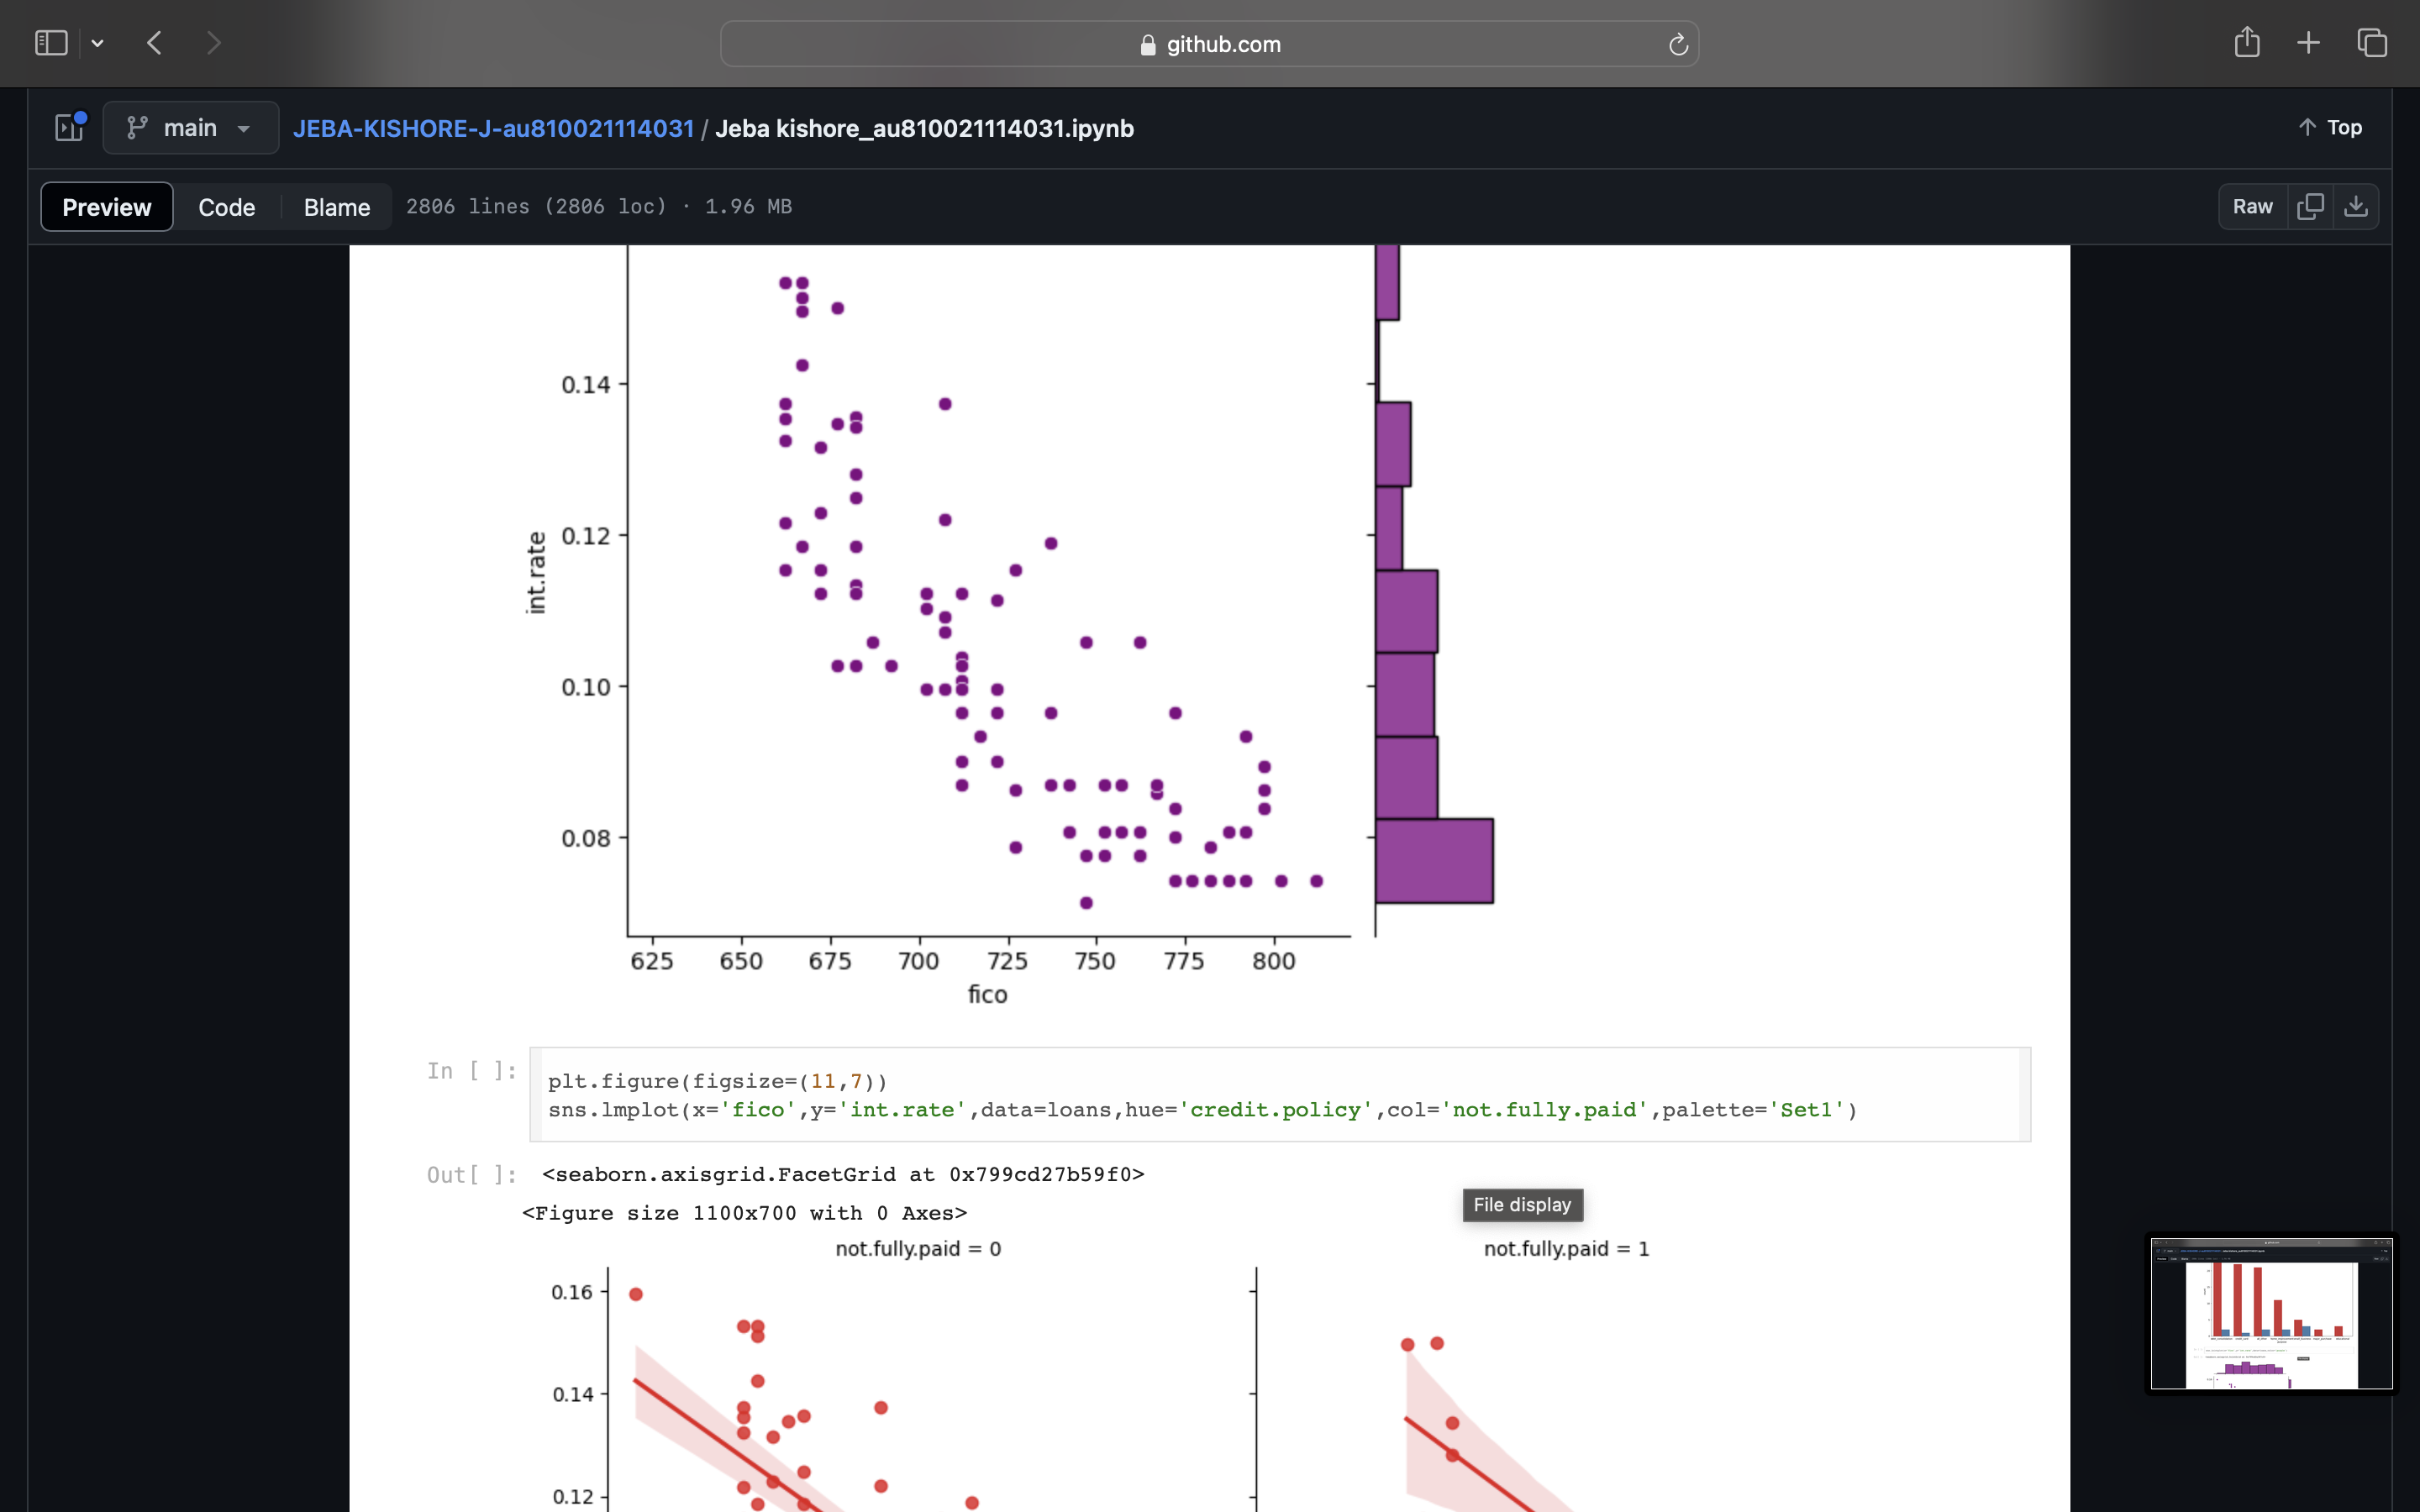 github.com
main
JEBA-KISHORE-J-au810021114031 / Jeba kishore_au810021114031.ipynb
Top
Preview
Code
Blame
2806 lines (2806 loc) · 1.96 MB
Raw
0.14
0.12
0.10
0.08
int.rate
625 650 675 700 725 750 775 800
fico
In [ ]:
plt.figure(figsize=(11,7))
sns.lmplot(x='fico',y='int.rate',data=loans,hue='credit.policy',col='not.fully.paid',palette='Set1')
Out[ ]:
<seaborn.axisgrid.FacetGrid at 0x799cd27b59f0>
<Figure size 1100x700 with 0 Axes>
File display
not.fully.paid = 0
not.fully.paid = 1
0.16
0.14
0.12